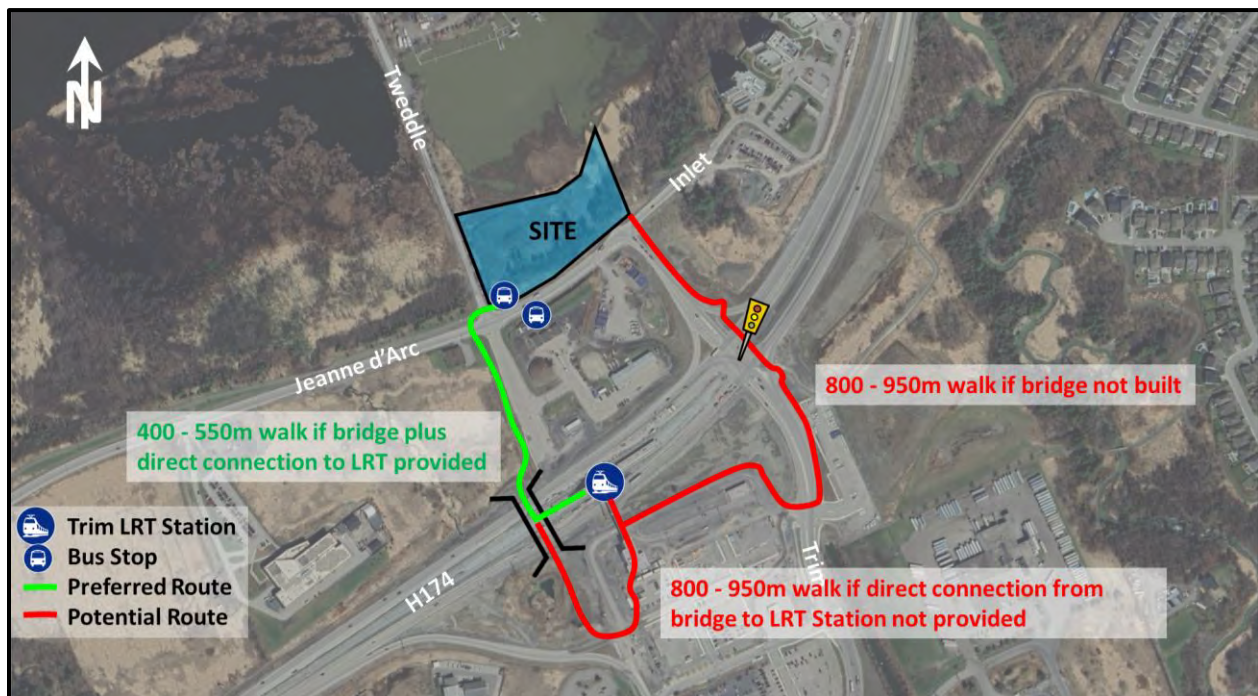 N
Tweddle
Inlet
SITE
Jeanne d'Arc
800 - 950m walk if bridge not built
400 - 550m walk if bridge plus
direct connection to LRT provided
Trim LRT Station
Bus Stop
Preferred Route
Potential Route
H174
Trim
800 - 950m walk if direct connection from
bridge to LRT Station not provided